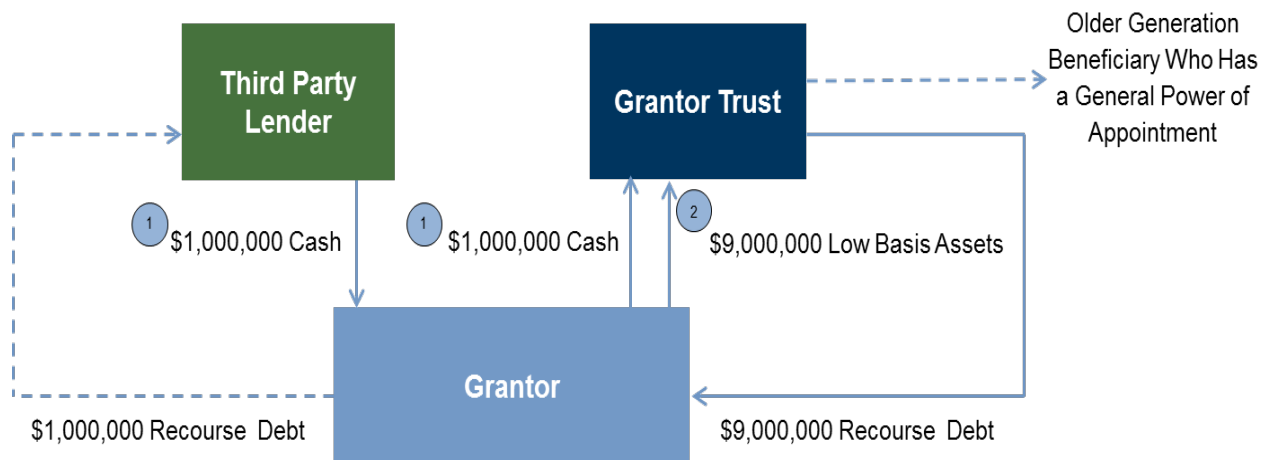 Third Party
Lender
Grantor Trust
Older Generation
Beneficiary Who Has
a General Power of
Appointment
1
$1,000,000 Cash
1
$1,000,000 Cash
2
$9,000,000 Low Basis Assets
Grantor
$1,000,000 Recourse Debt
$9,000,000 Recourse Debt